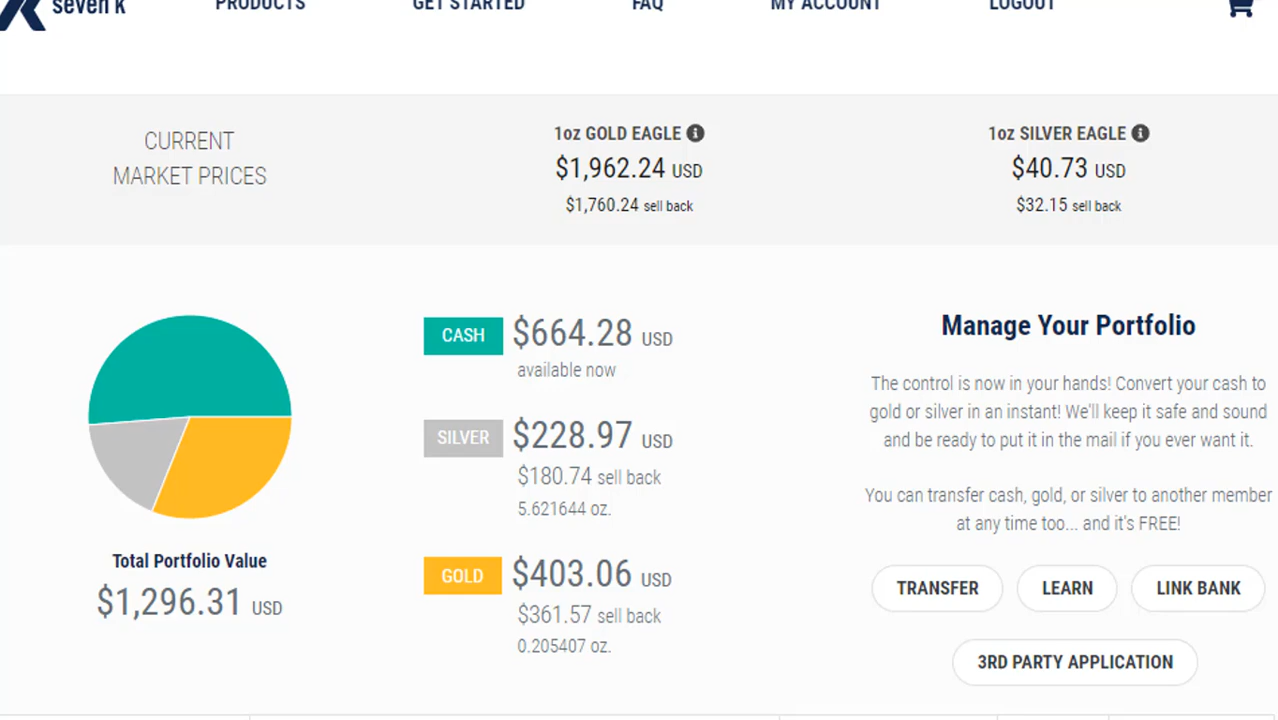 seven k
PRODUCTS
GET STARTED
FAQ
MY ACCOUNT
LOGOUT
CURRENT
MARKET PRICES
1oz GOLD EAGLE
$1,962.24 USD
$1,760.24 sell back
1oz SILVER EAGLE
$40.73 USD
$32.15 sell back
Total Portfolio Value
$1,296.31 USD
CASH $664.28 USD
available now
SILVER $228.97 USD
$180.74 sell back
5.621644 oz.
GOLD $403.06 USD
$361.57 sell back
0.205407 oz.
Manage Your Portfolio
The control is now in your hands! Convert your cash to
gold or silver in an instant! We'll keep it safe and sound
and be ready to put it in the mail if you ever want it.
You can transfer cash, gold, or silver to another member
at any time too... and it's FREE!
TRANSFER
LEARN
LINK BANK
3RD PARTY APPLICATION